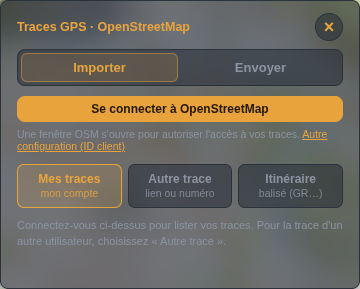 Traces GPS · OpenStreetMap
×
Importer
Envoyer
Se connecter à OpenStreetMap
Une fenêtre OSM s'ouvre pour autoriser l'accès à vos traces. Autre
configuration (ID client)
Mes traces
mon compte
Autre trace
lien ou numéro
Itinéraire
balisé (GR…)
Connectez-vous ci-dessus pour lister vos traces. Pour la trace d'un
autre utilisateur, choisissez « Autre trace ».